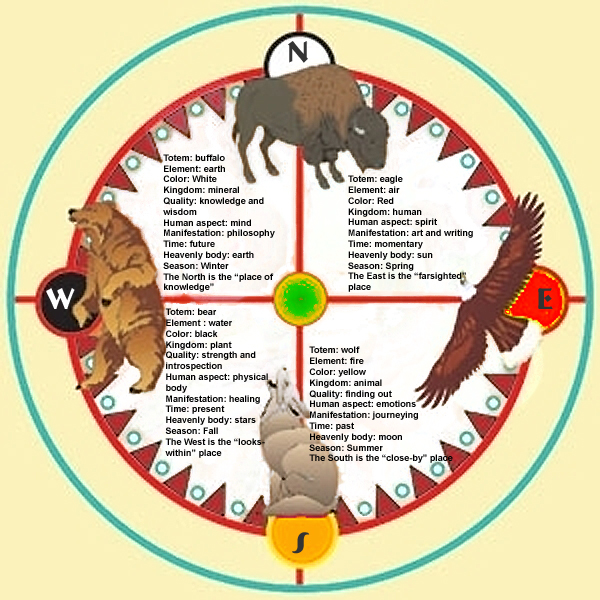 N
Totem: buffalo
Element: earth
Color: White
Kingdom: mineral
Quality: knowledge and
wisdom
Human aspect: mind
Manifestation: philosophy
Time: future
Heavenly body: earth
Season: Winter
The North is the “place of
knowledge”
Totem: eagle
Element: air
Color: Red
Kingdom: human
Human aspect: spirit
Manifestation: art and writing
Time: momentary
Heavenly body: sun
Season: Spring
The East is the “farsighted”
place
W
E
Totem: bear
Element : water
Color: black
Kingdom: plant
Quality: strength and
introspection
Human aspect: physical
body
Manifestation: healing
Time: present
Heavenly body: stars
Season: Fall
The West is the “looks-
within” place
Totem: wolf
Element: fire
Color: yellow
Kingdom: animal
Quality: finding out
Human aspect: emotions
Manifestation: journeying
Time: past
Heavenly body: moon
Season: Summer
The South is the “close-by” place
S